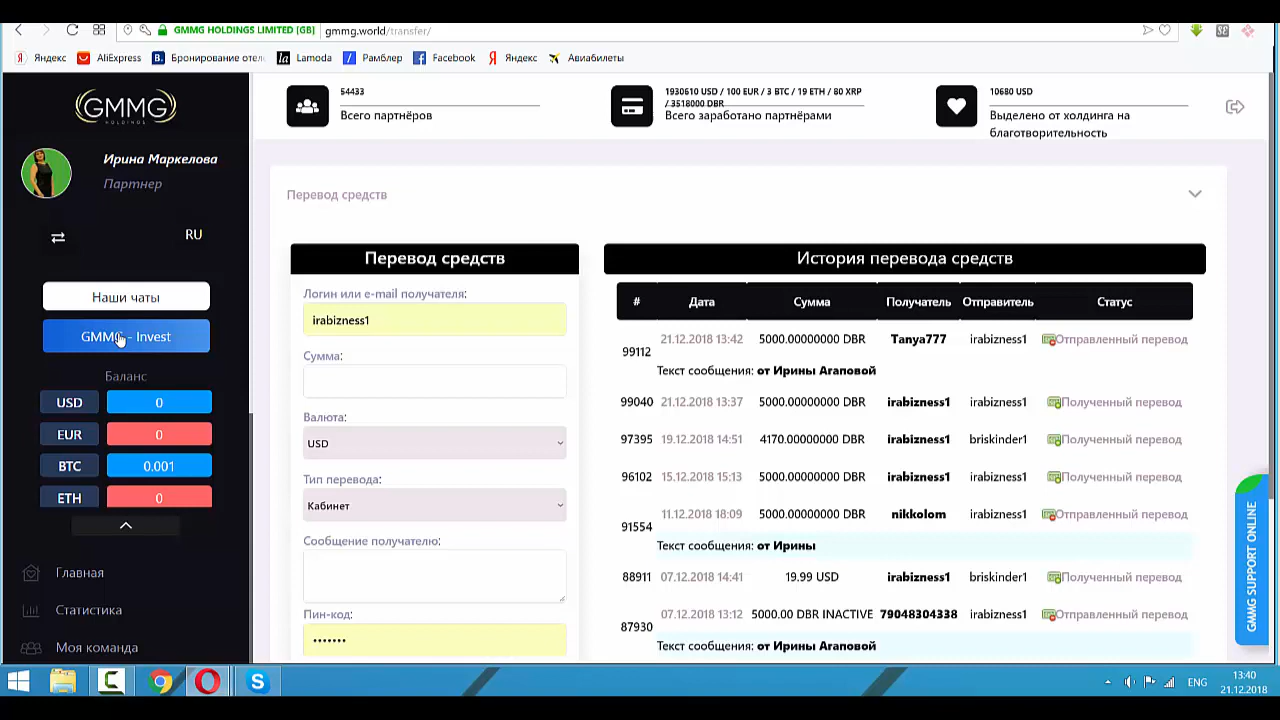 GMMG HOLDINGS LIMITED [GB]
gmmg.world/transfer/
Яндекс
AliExpress
Бронирование отел
Lamoda
Рамблер
Facebook
Яндекс
Авиабилеты
GMMG
HOLDINGS
54433
Всего партнёров
1930610 USD / 100 EUR / 3 BTC / 19 ETH / 80 XRP
/ 3518000 DBR
Всего заработано партнёрами
10680 USD
Выделено от холдинга на
благотворительность
Ирина Маркелова
Партнер
RU
Наши чаты
GMMG - Invest
Баланс
USD 0
EUR 0
BTC 0.001
ETH 0
Главная
Статистика
Моя команда
Перевод средств
Перевод средств
Логин или e-mail получателя:
irabizness1
Сумма:
Валюта:
USD
Тип перевода:
Кабинет
Сообщение получателю:
Пин-код:
•••••••
История перевода средств
# Дата Сумма Получатель Отправитель Статус
99112 21.12.2018 13:42 5000.00000000 DBR Tanya777 irabizness1 Отправленный перевод
Текст сообщения: от Ирины Агаповой
99040 21.12.2018 13:37 5000.00000000 DBR irabizness1 irabizness1 Полученный перевод
97395 19.12.2018 14:51 4170.00000000 DBR irabizness1 briskinder1 Полученный перевод
96102 15.12.2018 15:13 5000.00000000 DBR irabizness1 irabizness1 Полученный перевод
91554 11.12.2018 18:09 5000.00000000 DBR nikkolom irabizness1 Отправленный перевод
Текст сообщения: от Ирины
88911 07.12.2018 14:41 19.99 USD irabizness1 briskinder1 Полученный перевод
87930 07.12.2018 13:12 5000.00 DBR INACTIVE 79048304338 irabizness1 Отправленный перевод
Текст сообщения: от Ирины Агаповой
GMMG SUPPORT ONLINE
ENG
13:40
21.12.2018